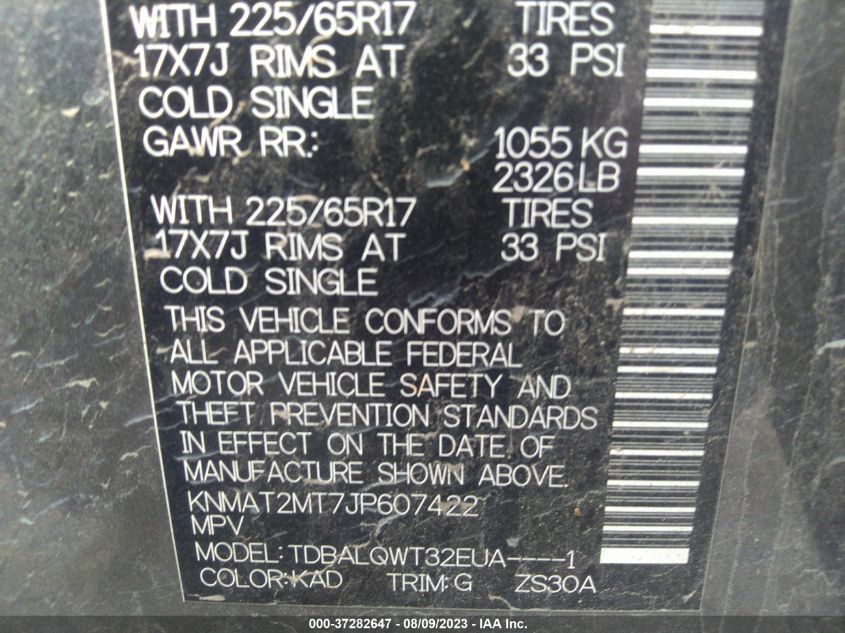 WITH 225/65R17 TIRES
17X7J RIMS AT 33 PSI
COLD SINGLE
GAWR RR.: 1055 KG
2326 LB
WITH 225/65R17 TIRES
17X7J RIMS AT 33 PSI
COLD SINGLE
THIS VEHICLE CONFORMS TO
ALL APPLICABLE FEDERAL
MOTOR VEHICLE SAFETY AND
THEFT PREVENTION STANDARDS
IN EFFECT ON THE DATE OF
MANUFACTURE SHOWN ABOVE.
KNMAT2MT7JP607422
MPV
MODEL: TDBALQWT32EUA----1
COLOR:KAD TRIM:G ZS30A
000-37282647 - 08/09/2023 - IAA Inc.